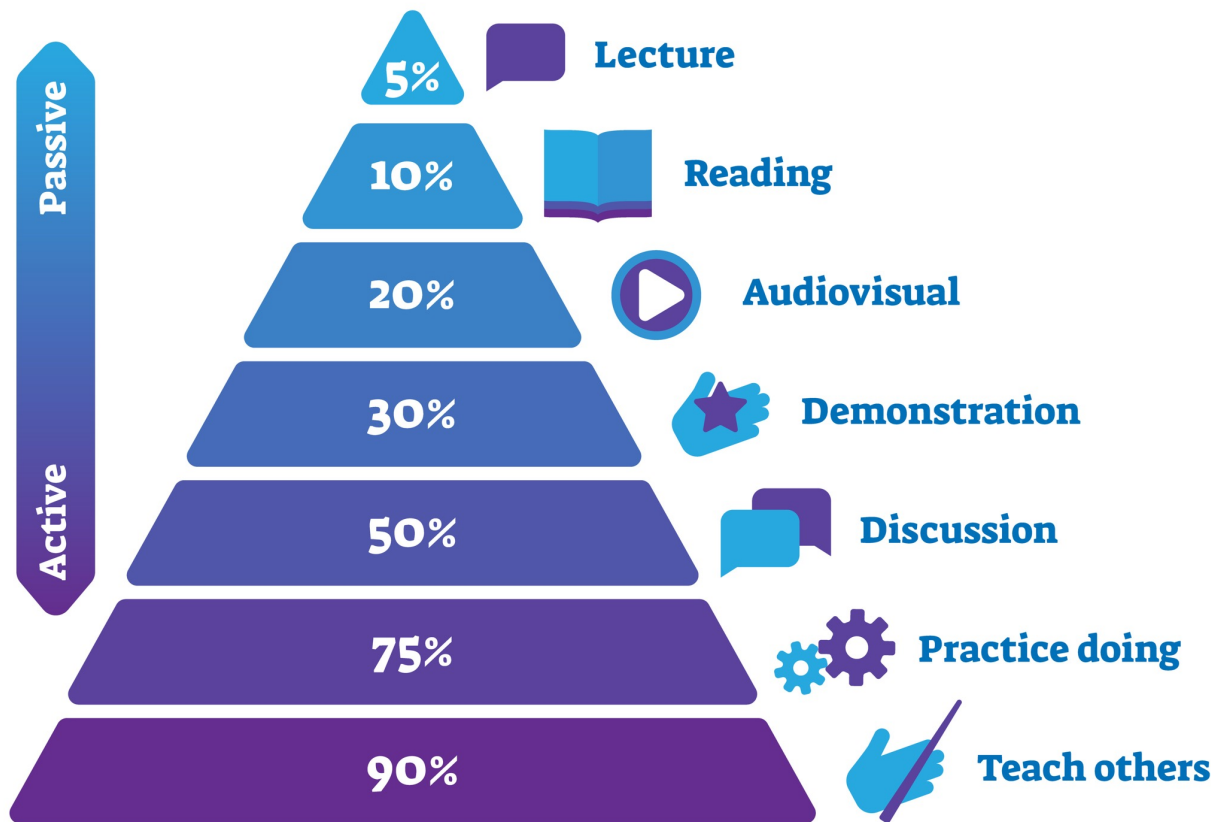 Passive
Active
5%
Lecture
10%
Reading
20%
Audiovisual
30%
Demonstration
50%
Discussion
75%
Practice doing
90%
Teach others